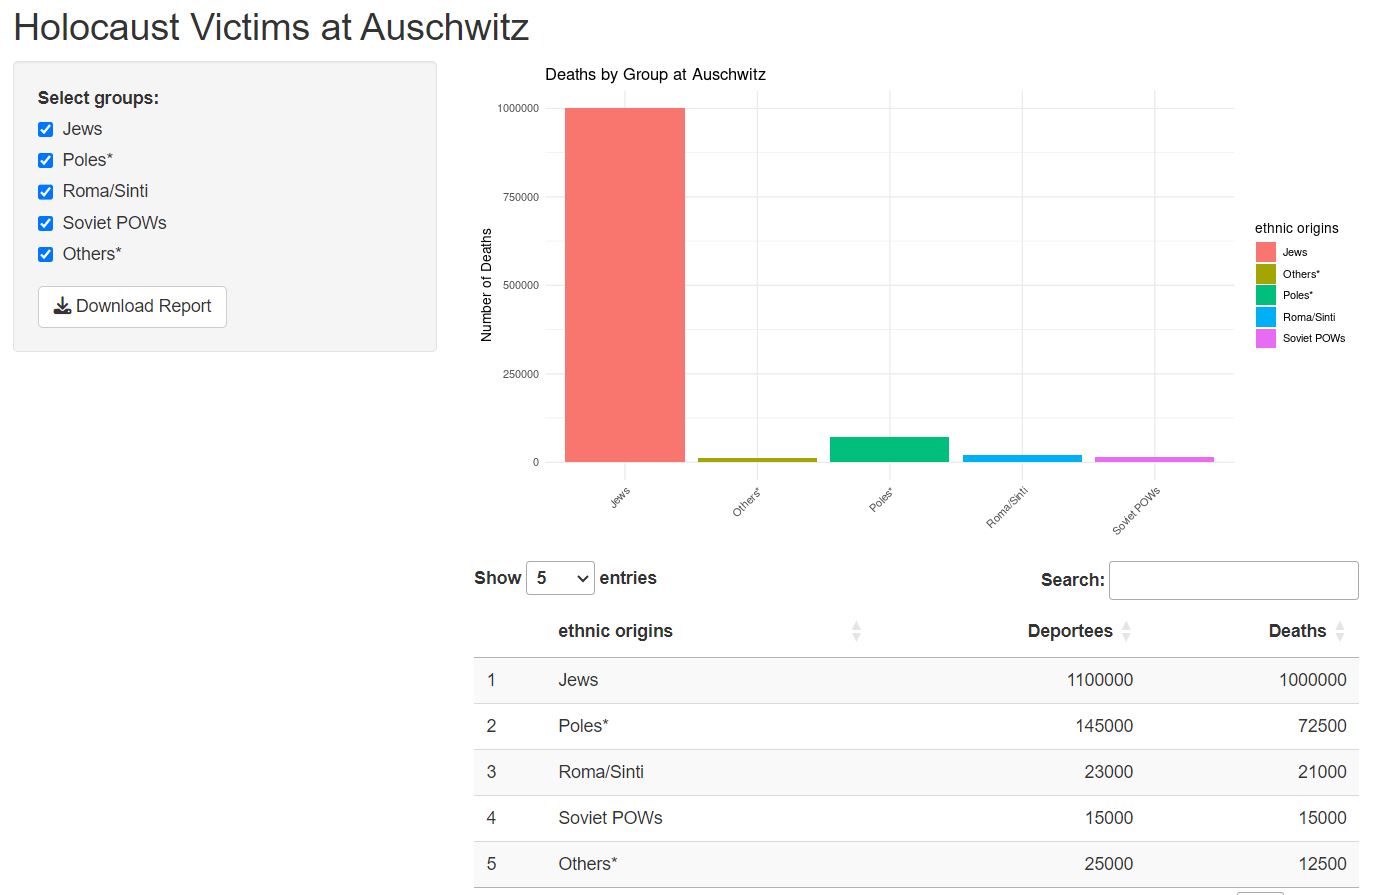 Holocaust Victims at Auschwitz
Select groups:
Jews
Poles*
Roma/Sinti
Soviet POWs
Others*
Download Report
Deaths by Group at Auschwitz
Number of Deaths
1000000
750000
500000
250000
0
Jews
Others*
Poles*
Roma/Sinti
Soviet POWs
ethnic origins
Jews
Others*
Poles*
Roma/Sinti
Soviet POWs
Show 5 entries
Search:
ethnic origins Deportees Deaths
1 Jews 1100000 1000000
2 Poles* 145000 72500
3 Roma/Sinti 23000 21000
4 Soviet POWs 15000 15000
5 Others* 25000 12500